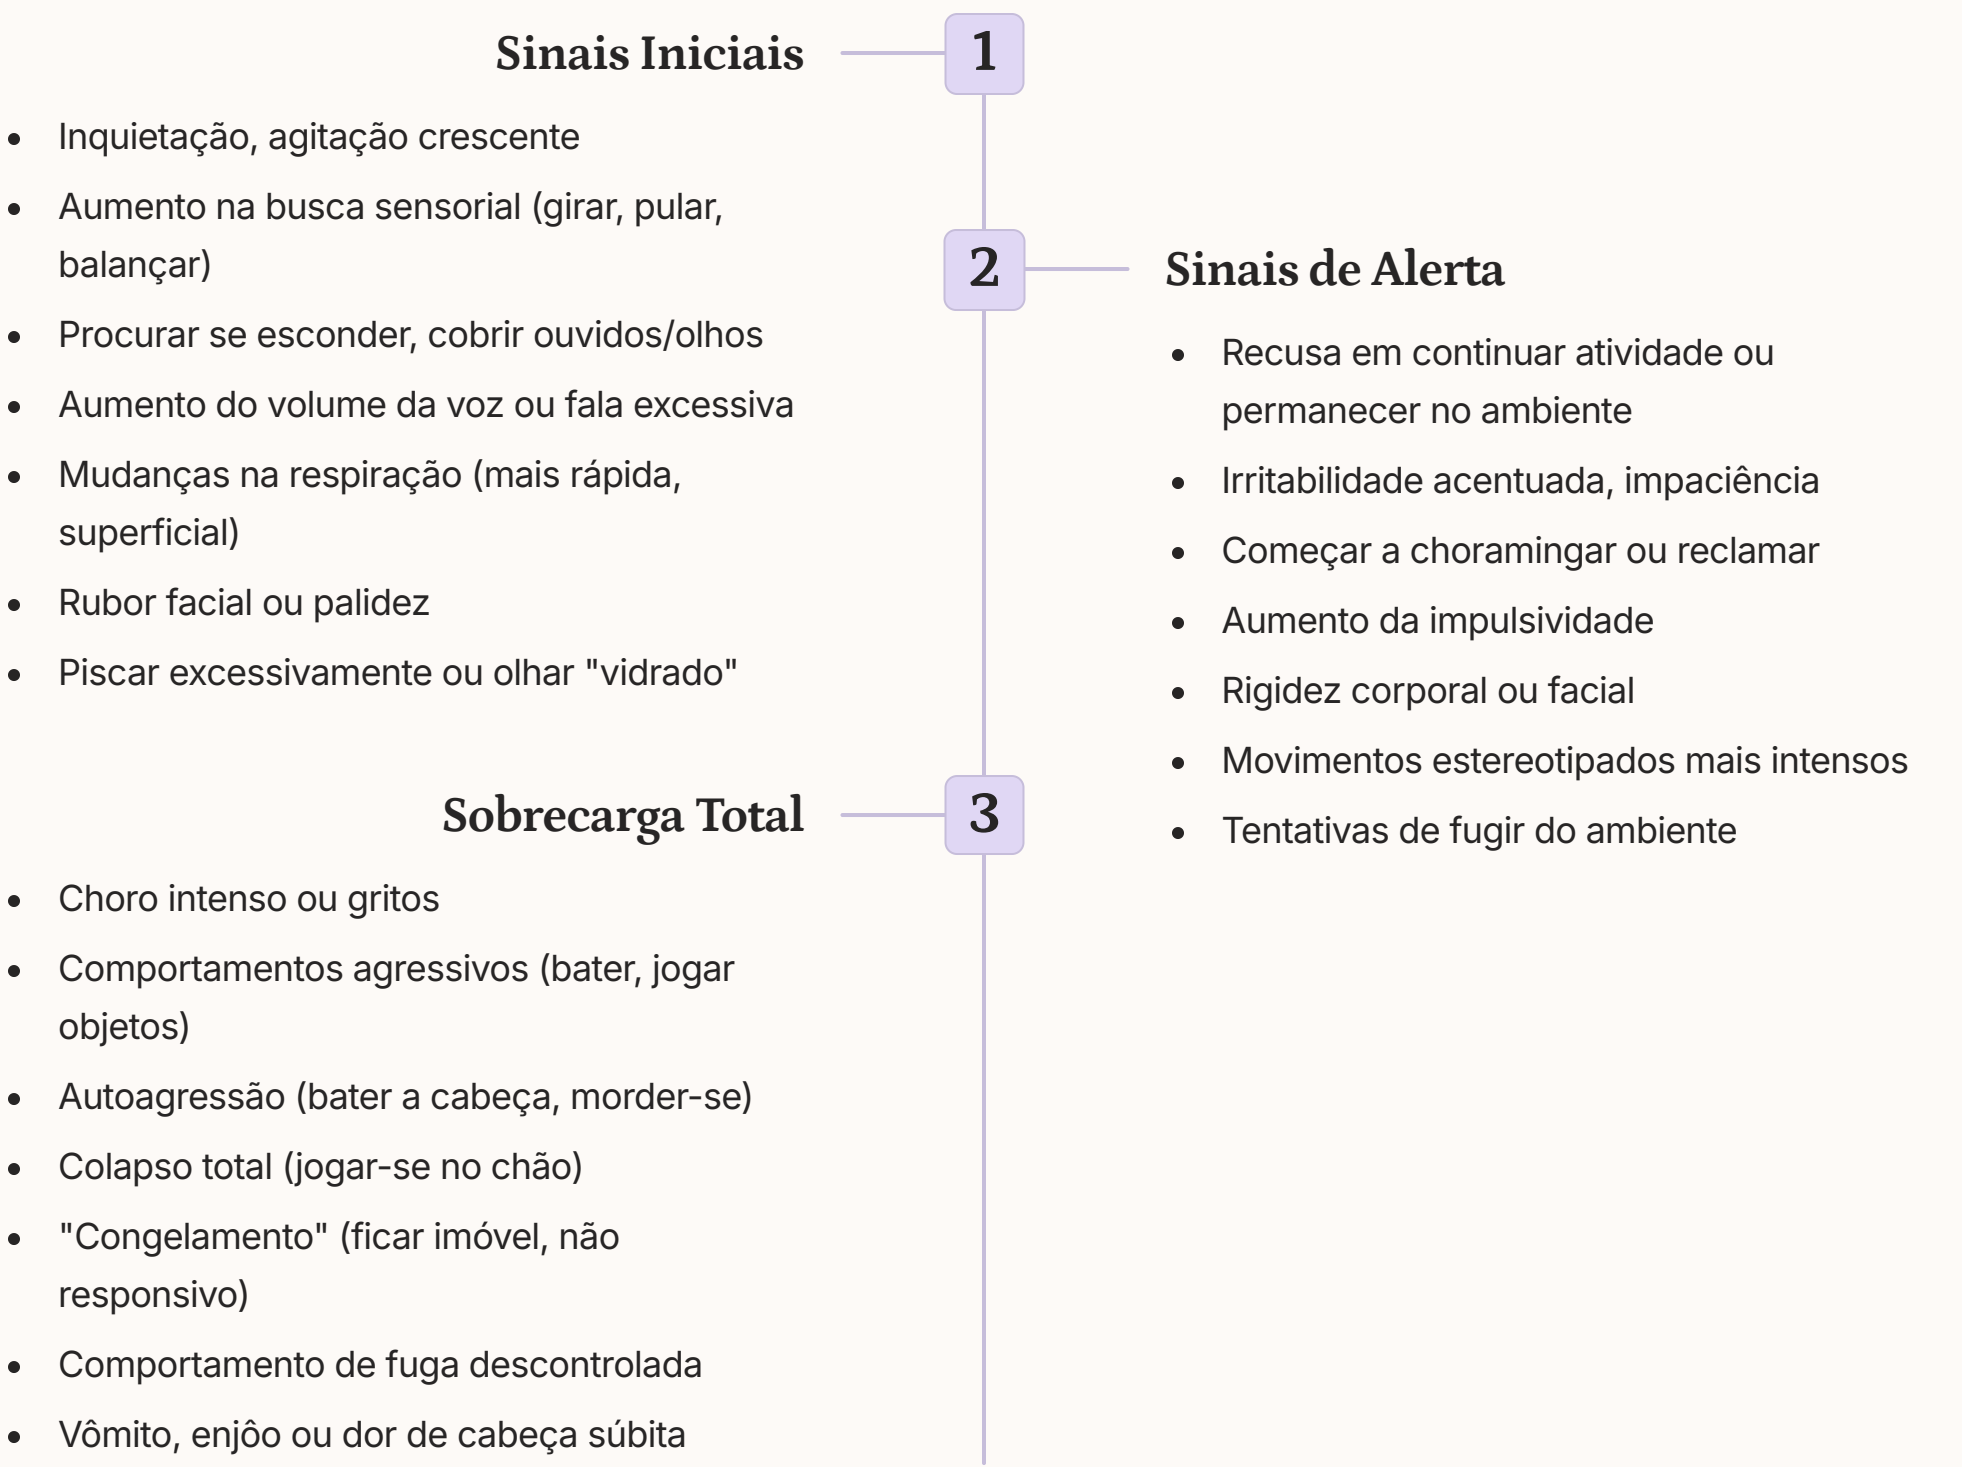 Sinais Iniciais
1
Inquietação, agitação crescente
Aumento na busca sensorial (girar, pular,
balançar)
Procurar se esconder, cobrir ouvidos/olhos
Aumento do volume da voz ou fala excessiva
Mudanças na respiração (mais rápida,
superficial)
Rubor facial ou palidez
Piscar excessivamente ou olhar "vidrado"
2
Sinais de Alerta
Recusa em continuar atividade ou
permanecer no ambiente
Irritabilidade acentuada, impaciência
Começar a choramingar ou reclamar
Aumento da impulsividade
Rigidez corporal ou facial
Movimentos estereotipados mais intensos
Tentativas de fugir do ambiente
Sobrecarga Total
3
Choro intenso ou gritos
Comportamentos agressivos (bater, jogar
objetos)
Autoagressão (bater a cabeça, morder-se)
Colapso total (jogar-se no chão)
"Congelamento" (ficar imóvel, não
responsivo)
Comportamento de fuga descontrolada
Vômito, enjôo ou dor de cabeça súbita